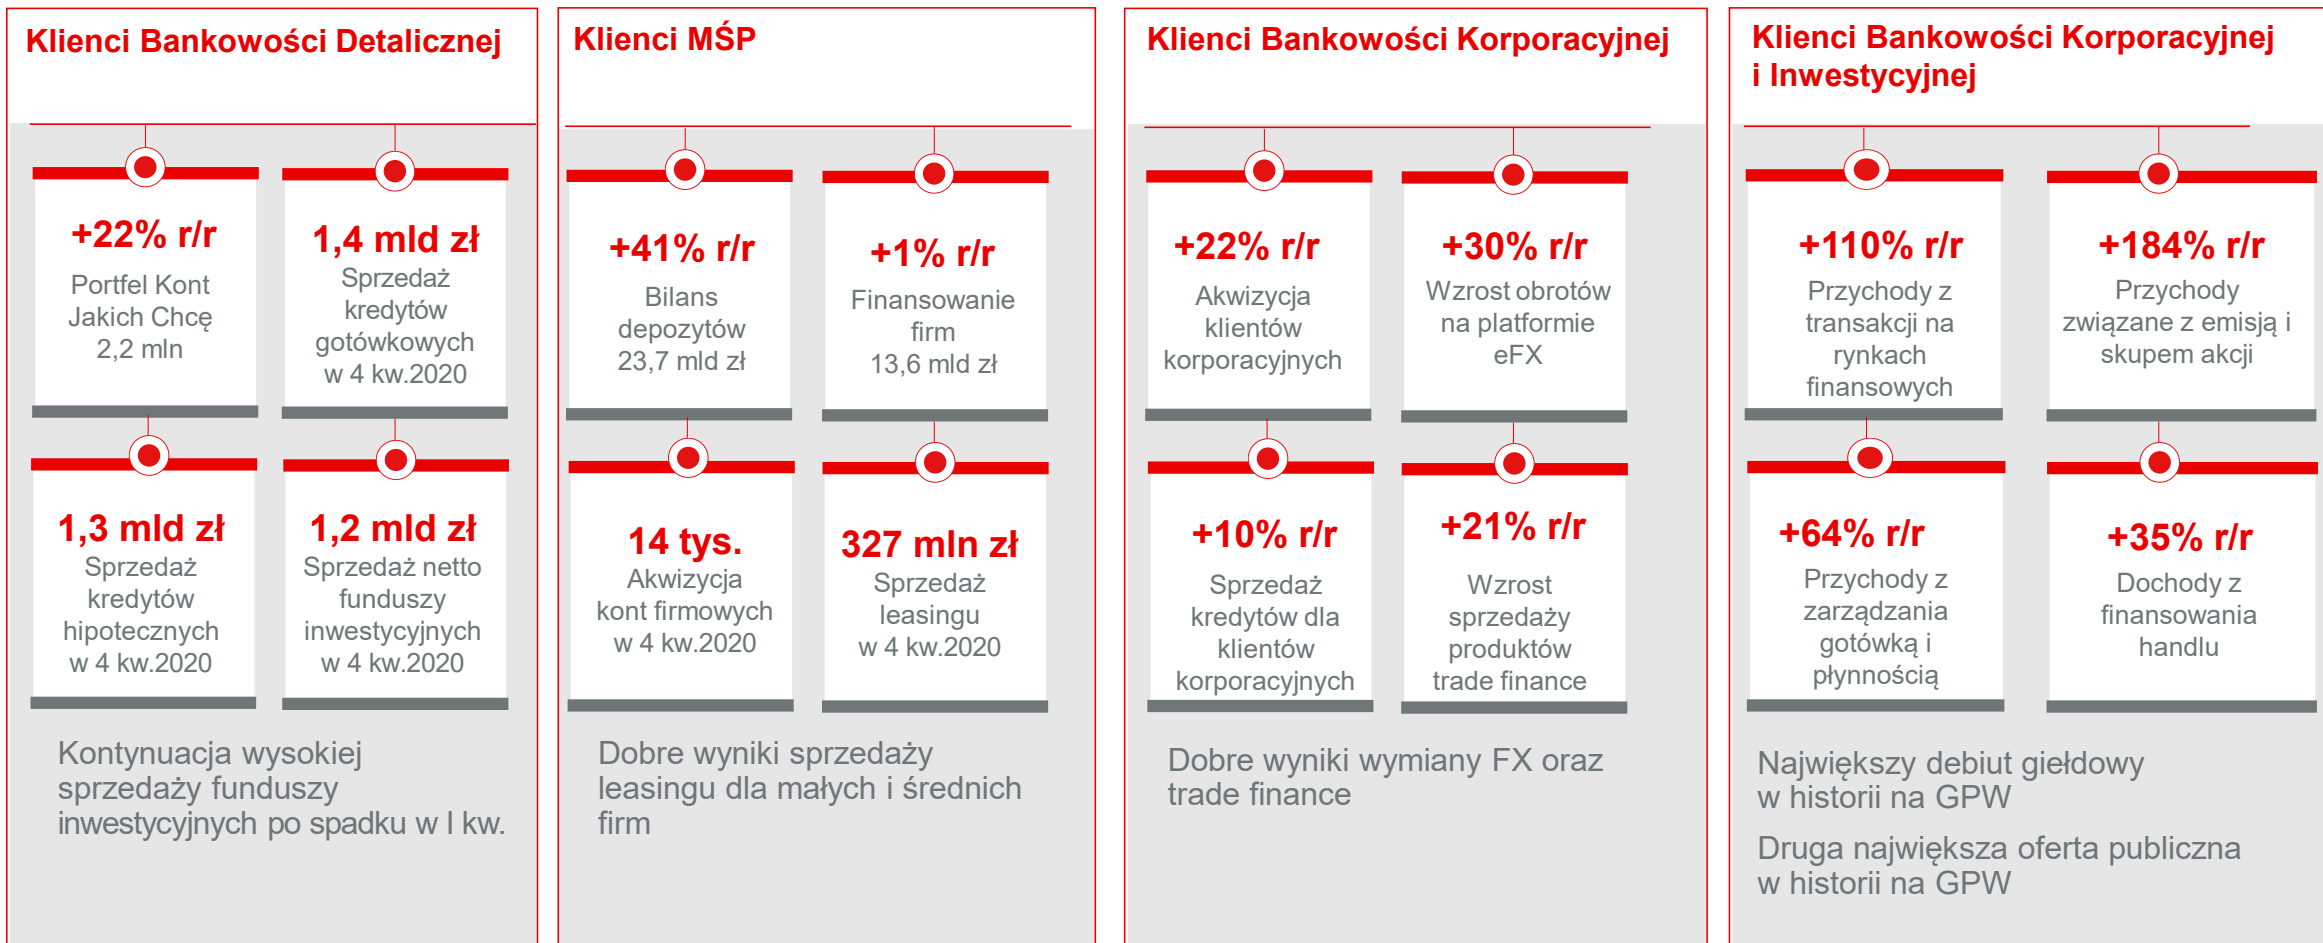 Klienci Bankowości Detalicznej
+22% r/r
Portfel Kont
Jakich Chcę
2,2 mln
1,4 mld zł
Sprzedaż
kredytów
gotówkowych
w 4 kw.2020
1,3 mld zł
Sprzedaż
kredytów
hipotecznych
w 4 kw.2020
1,2 mld zł
Sprzedaż netto
funduszy
inwestycyjnych
w 4 kw.2020
Kontynuacja wysokiej
sprzedaży funduszy
inwestycyjnych po spadku w I kw.
Klienci MŚP
+41% r/r
Bilans
depozytów
23,7 mld zł
+1% r/r
Finansowanie
firm
13,6 mld zł
14 tys.
Akwizycja
kont firmowych
w 4 kw.2020
327 mln zł
Sprzedaż
leasingu
w 4 kw.2020
Dobre wyniki sprzedaży
leasingu dla małych i średnich
firm
Klienci Bankowości Korporacyjnej
+22% r/r
Akwizycja
klientów
korporacyjnych
+30% r/r
Wzrost obrotów
na platformie
eFX
+10% r/r
Sprzedaż
kredytów dla
klientów
korporacyjnych
+21% r/r
Wzrost
sprzedaży
produktów
trade finance
Dobre wyniki wymiany FX oraz
trade finance
Klienci Bankowości Korporacyjnej
i Inwestycyjnej
+110% r/r
Przychody z
transakcji na
rynkach
finansowych
+184% r/r
Przychody
związane z emisją i
skupem akcji
+64% r/r
Przychody z
zarządzania
gotówką i
płynnością
+35% r/r
Dochody z
finansowania
handlu
Największy debiut giełdowy
w historii na GPW
Druga największa oferta publiczna
w historii na GPW